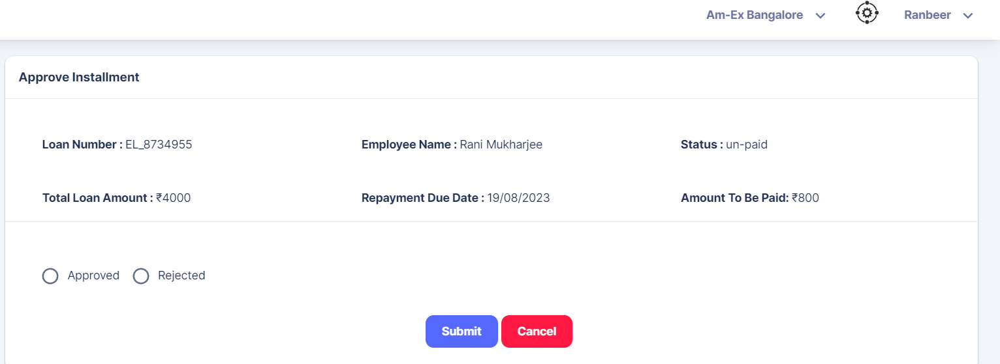 Am-Ex Bangalore Ranbeer
Approve Installment
Loan Number : EL_8734955 Employee Name : Rani Mukharjee Status : un-paid
Total Loan Amount : ₹4000 Repayment Due Date : 19/08/2023 Amount To Be Paid: ₹800
Approved Rejected
Submit Cancel